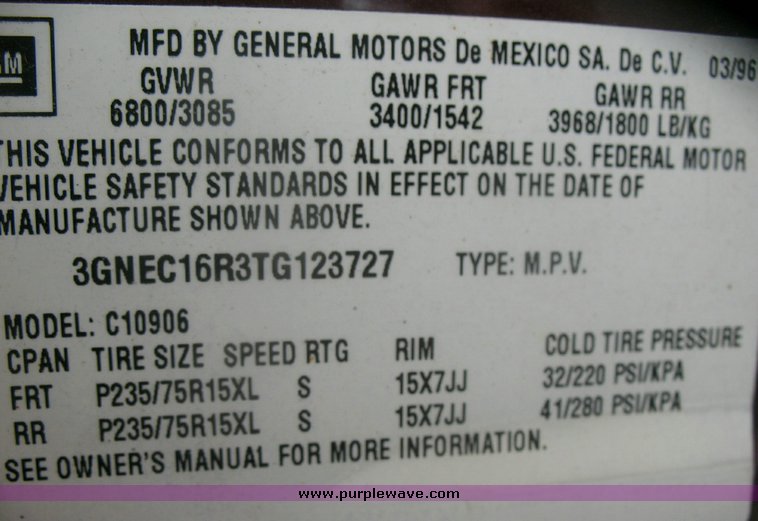 GM
MFD BY GENERAL MOTORS De MEXICO SA. De C.V. 03/96
GVWR GAWR FRT GAWR RR
6800/3085 3400/1542 3968/1800 LB/KG
THIS VEHICLE CONFORMS TO ALL APPLICABLE U.S. FEDERAL MOTOR
VEHICLE SAFETY STANDARDS IN EFFECT ON THE DATE OF
MANUFACTURE SHOWN ABOVE.
3GNEC16R3TG123727 TYPE: M.P.V.
MODEL: C10906
CPAN TIRE SIZE SPEED RTG RIM COLD TIRE PRESSURE
FRT P235/75R15XL S 15X7JJ 32/220 PSI/KPA
RR P235/75R15XL S 15X7JJ 41/280 PSI/KPA
SEE OWNER'S MANUAL FOR MORE INFORMATION.
www.purplewave.com